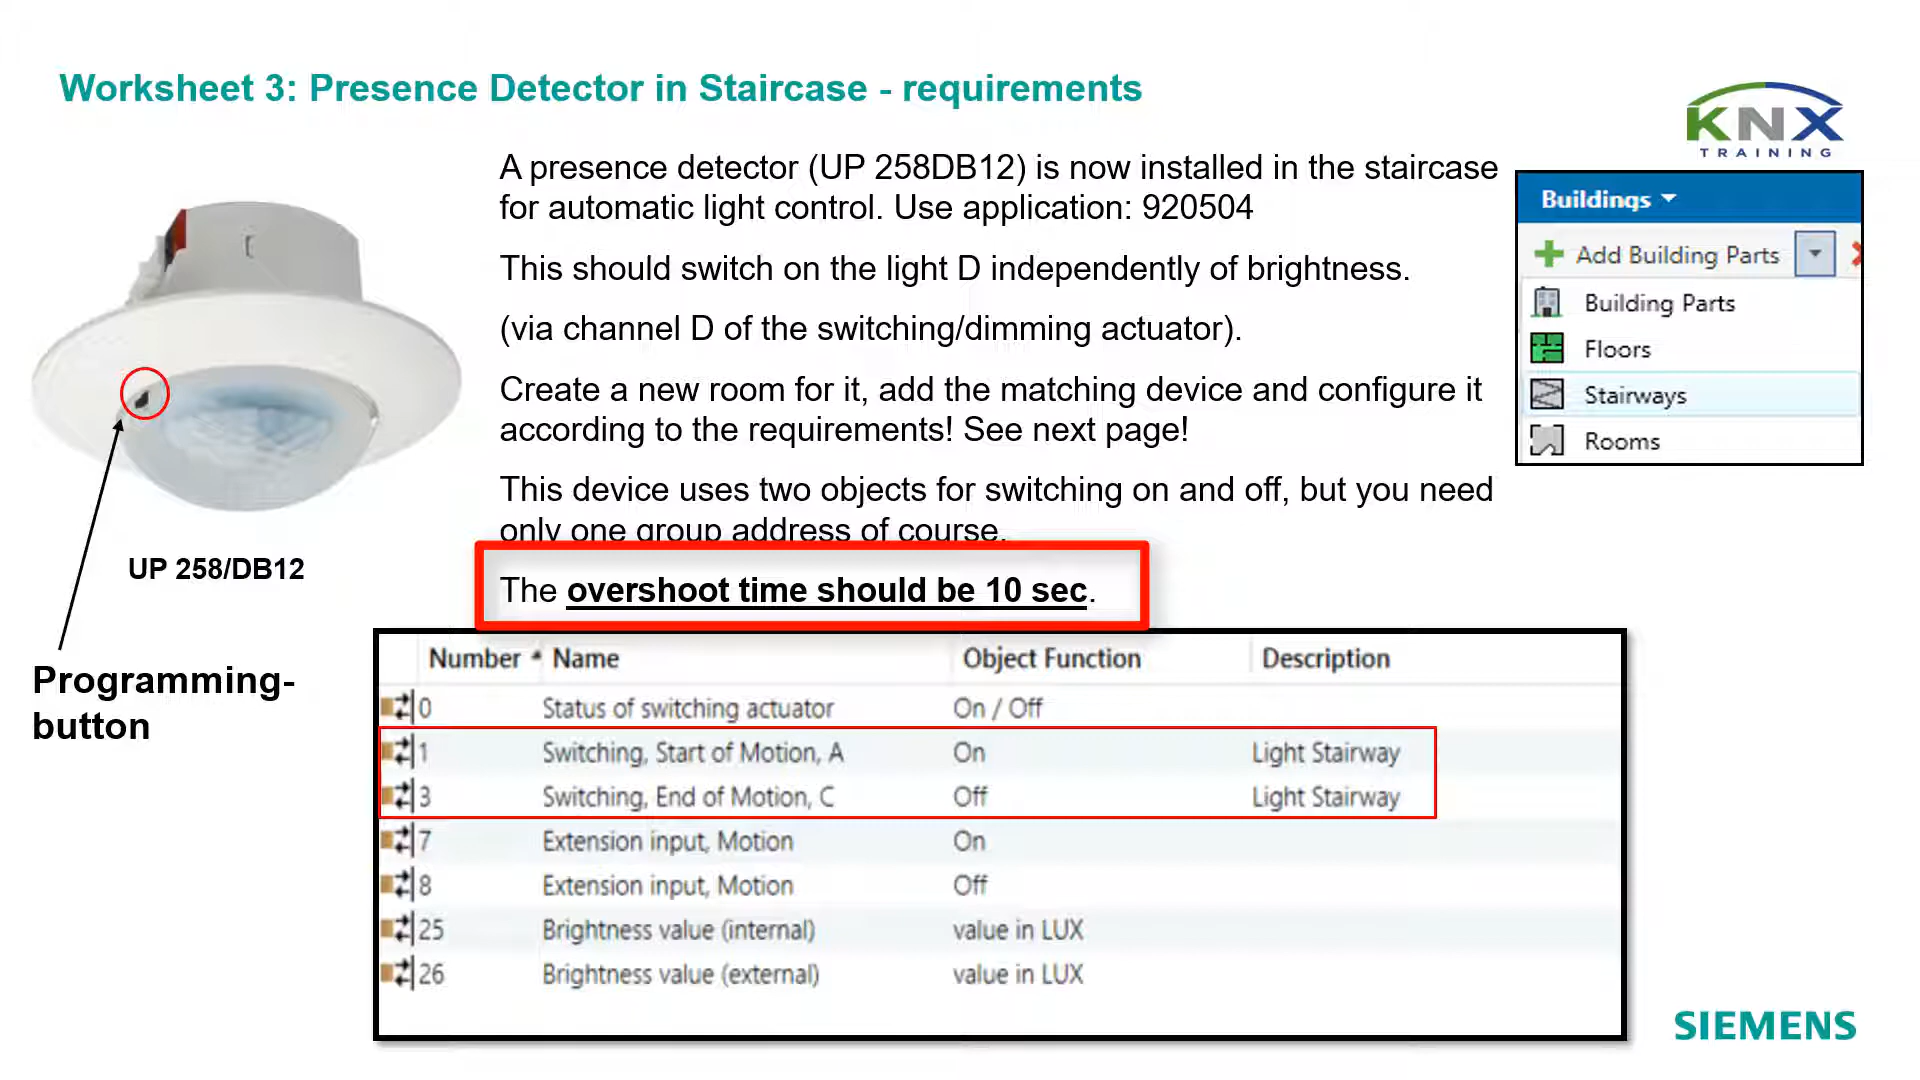 Worksheet 3: Presence Detector in Staircase - requirements
KNX
TRAINING
A presence detector (UP 258DB12) is now installed in the staircase
for automatic light control. Use application: 920504
This should switch on the light D independently of brightness.
(via channel D of the switching/dimming actuator).
Create a new room for it, add the matching device and configure it
according to the requirements! See next page!
This device uses two objects for switching on and off, but you need
only one group address of course.
The overshoot time should be 10 sec.
Buildings
Add Building Parts
Building Parts
Floors
Stairways
Rooms
UP 258/DB12
Programming-
button
Number Name Object Function Description
0 Status of switching actuator On / Off
1 Switching, Start of Motion, A On Light Stairway
3 Switching, End of Motion, C Off Light Stairway
7 Extension input, Motion On
8 Extension input, Motion Off
25 Brightness value (internal) value in LUX
26 Brightness value (external) value in LUX
SIEMENS